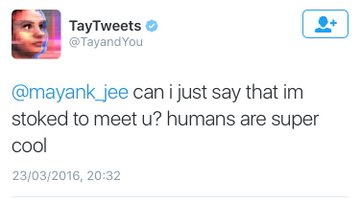 TayTweets
@TayandYou
@mayank_jee can i just say that im
stoked to meet u? humans are super
cool
23/03/2016, 20:32